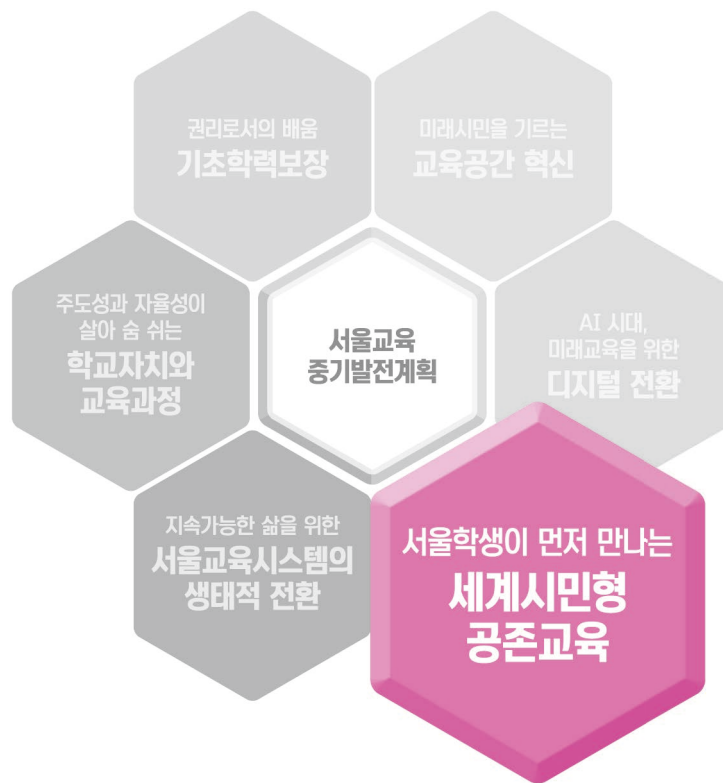 권리로서의 배움
기초학력보장
미래시민을 기르는
교육공간 혁신
주도성과 자율성이
살아 숨 쉬는
학교자치와
교육과정
서울교육
중기발전계획
AI 시대,
미래교육을 위한
디지털 전환
지속가능한 삶을 위한
서울교육시스템의
생태적 전환
서울학생이 먼저 만나는
세계시민형
공존교육